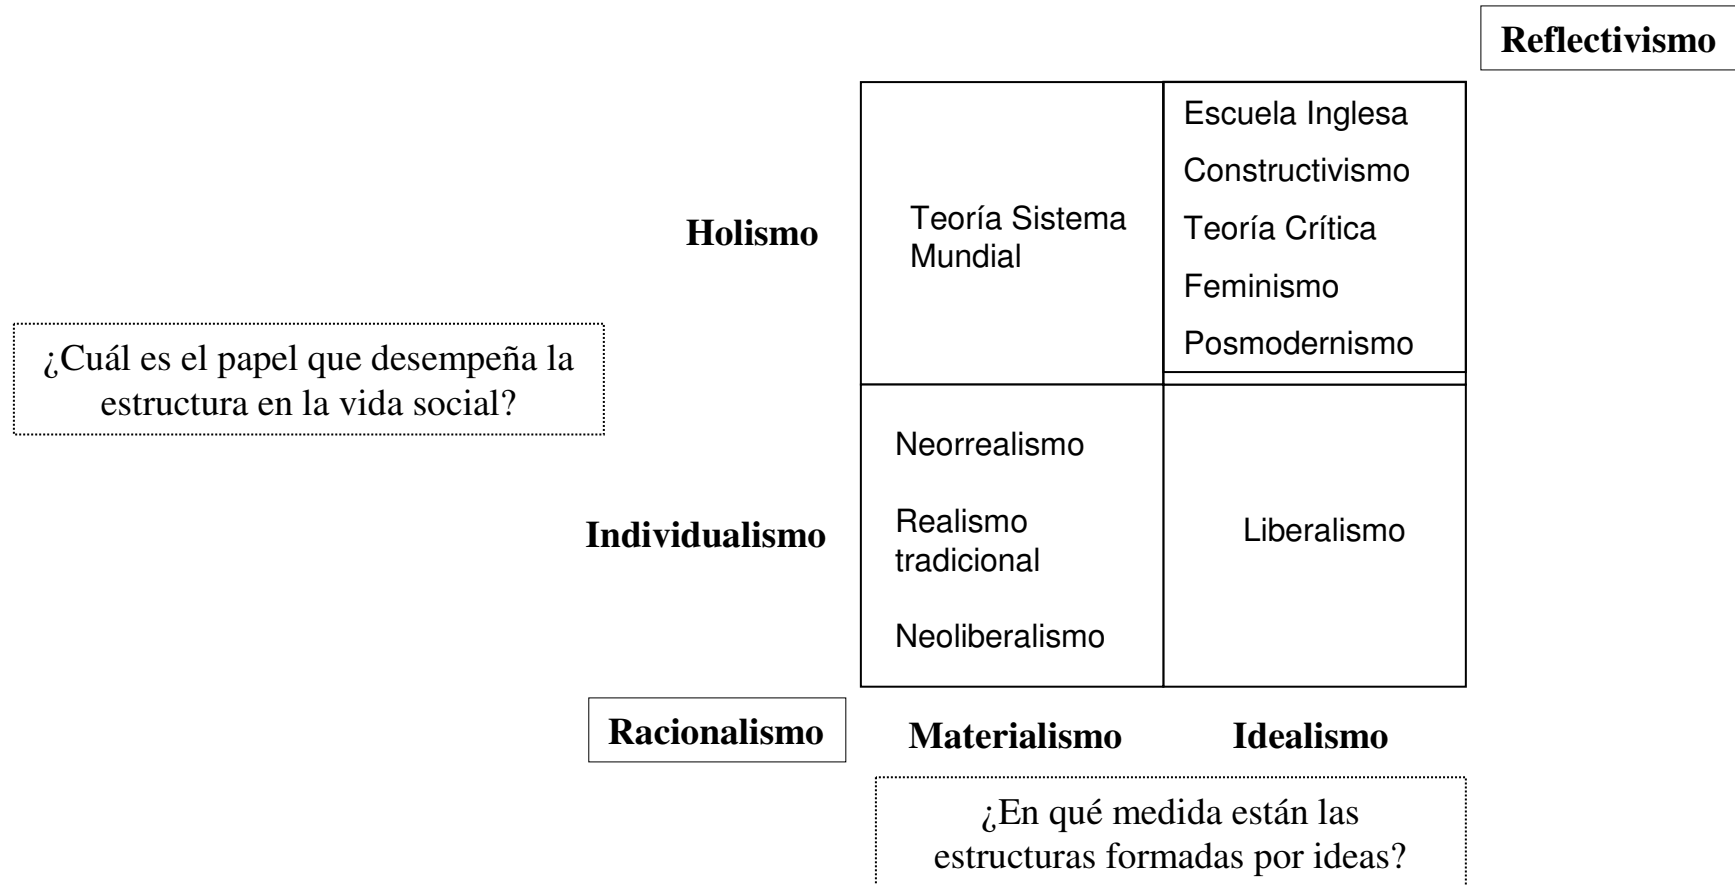 Reflectivismo
Holismo
Teoría Sistema
Mundial
Escuela Inglesa
Constructivismo
Teoría Crítica
Feminismo
Posmodernismo
¿Cuál es el papel que desempeña la
estructura en la vida social?
Individualismo
Neorrealismo
Realismo
tradicional
Neoliberalismo
Liberalismo
Racionalismo
Materialismo
Idealismo
¿En qué medida están las
estructuras formadas por ideas?